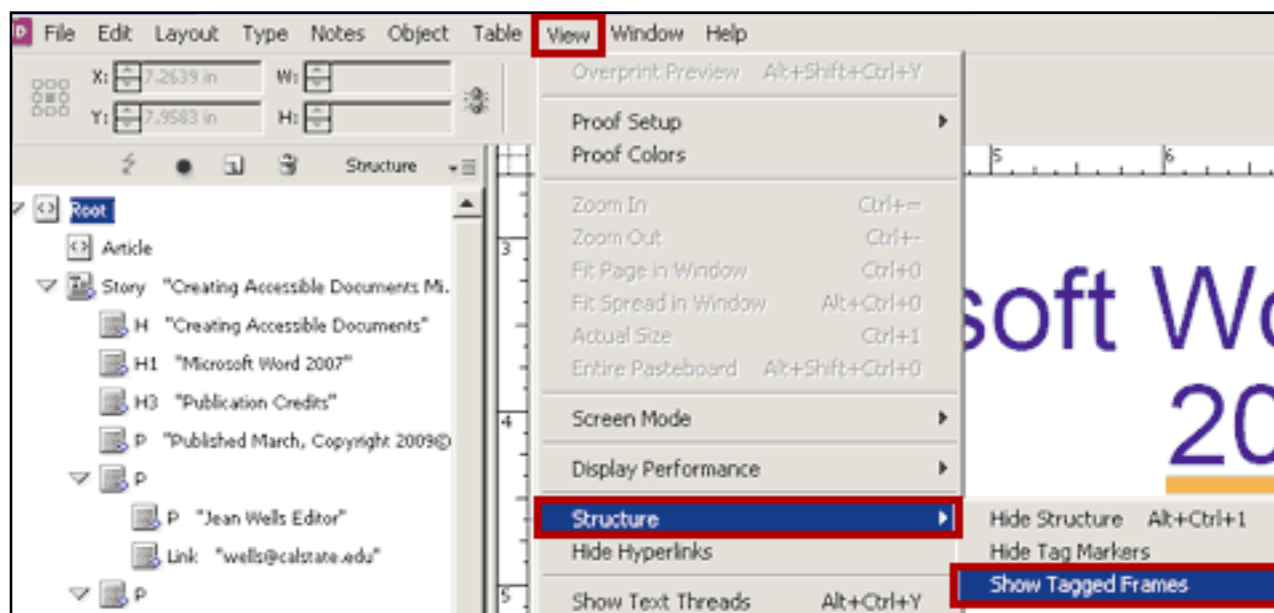 File Edit Layout Type Notes Object Table View Window Help
X: 7.2639 in W:
Y: 7.9583 in H:
Structure
Root
Article
Story "Creating Accessible Documents Mi.
H "Creating Accessible Documents"
H1 "Microsoft Word 2007"
H3 "Publication Credits"
P "Published March, Copyright 2009©
P
P "Jean Wells Editor"
Link "wells@calstate.edu"
P
Overprint Preview Alt+Shift+Ctrl+Y
Proof Setup
Proof Colors
Zoom In Ctrl+=
Zoom Out Ctrl+-
Fit Page in Window Ctrl+0
Fit Spread in Window Alt+Ctrl+0
Actual Size Ctrl+1
Entire Pasteboard Alt+Shift+Ctrl+0
Screen Mode
Display Performance
Structure
Hide Hyperlinks
Show Text Threads Alt+Ctrl+Y
Hide Structure Alt+Ctrl+1
Hide Tag Markers
Show Tagged Frames
5 6
3
4
5
soft Wo
20